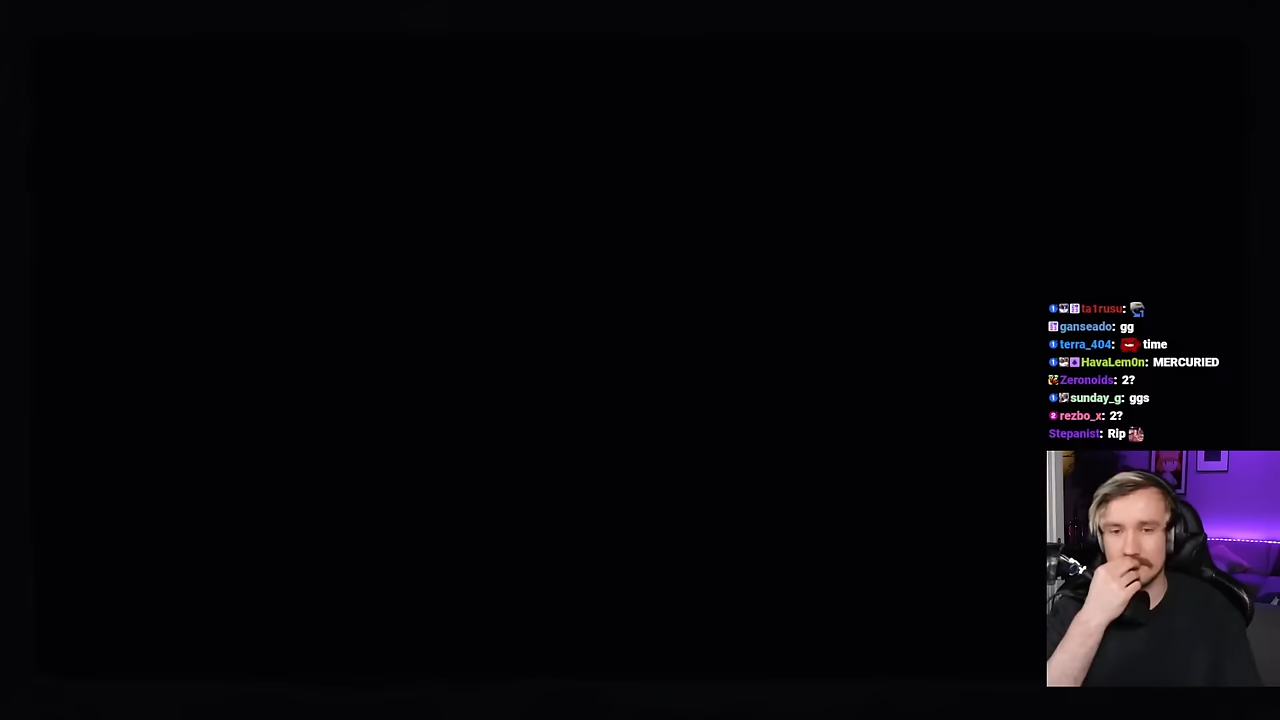 ta1rusu:
ganseado: gg
terra_404: time
HavaLem0n: MERCURIED
Zeronoids: 2?
sunday_g: ggs
rezbo_x: 2?
Stepanist: Rip